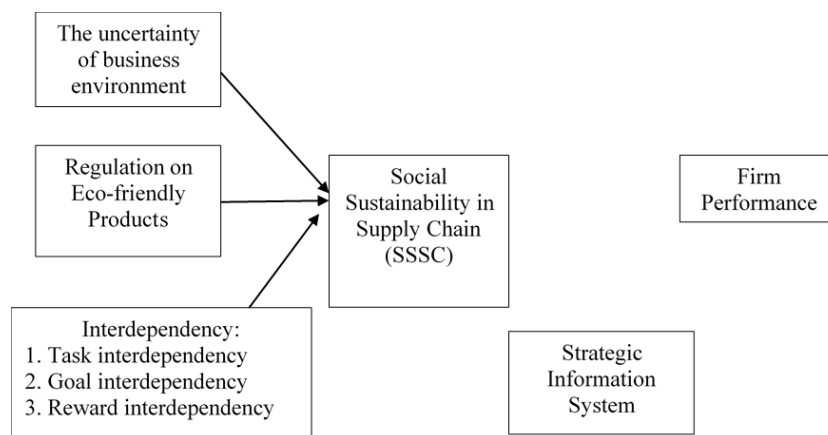 The uncertainty
of business
environment
Regulation on
Eco-friendly
Products
Interdependency:
1. Task interdependency
2. Goal interdependency
3. Reward interdependency
Social
Sustainability in
Supply Chain
(SSSC)
Strategic
Information
System
Firm
Performance